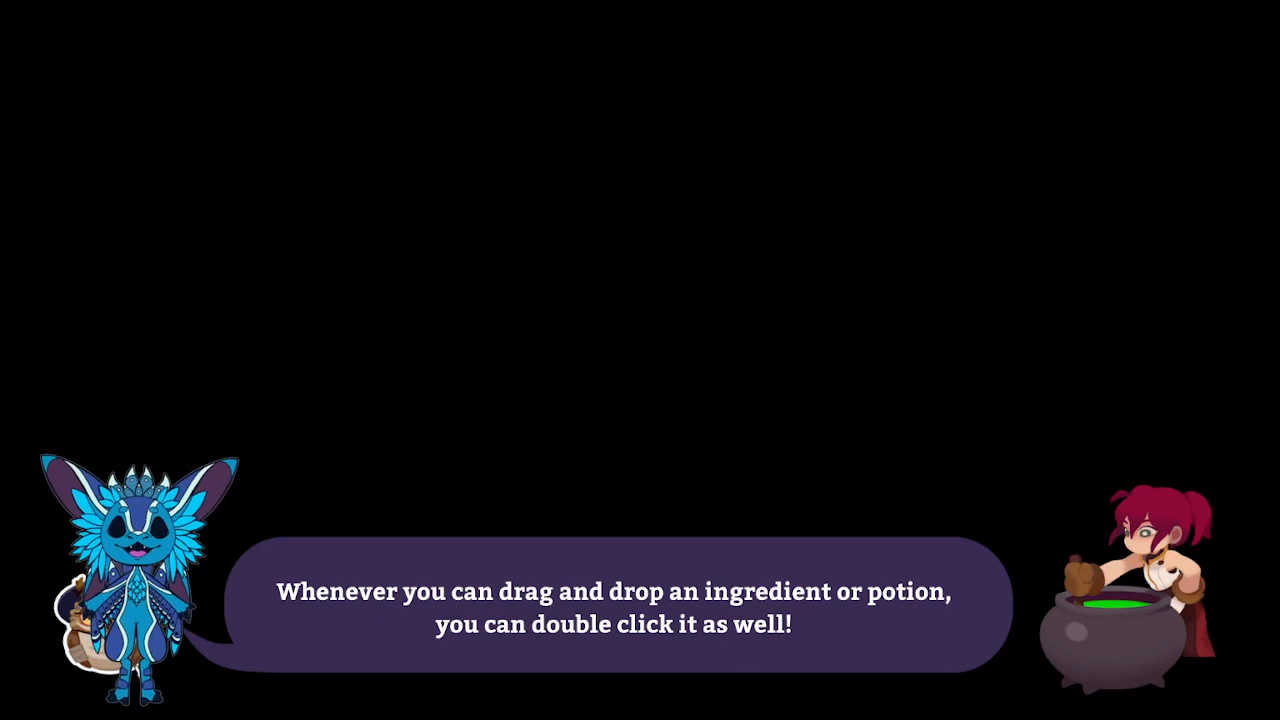 Whenever you can drag and drop an ingredient or potion,
you can double click it as well!